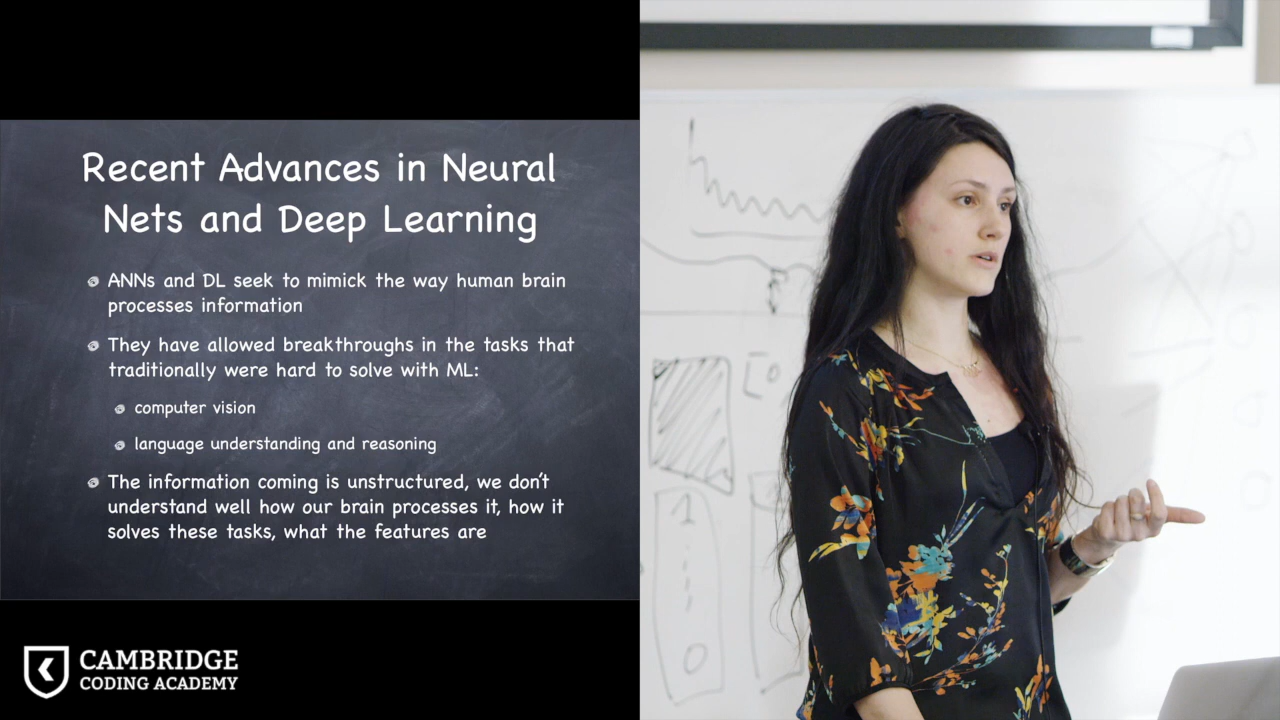 Recent Advances in Neural
Nets and Deep Learning
ANNs and DL seek to mimick the way human brain
processes information
They have allowed breakthroughs in the tasks that
traditionally were hard to solve with ML:
computer vision
language understanding and reasoning
The information coming is unstructured, we don't
understand well how our brain processes it, how it
solves these tasks, what the features are
CAMBRIDGE
CODING ACADEMY